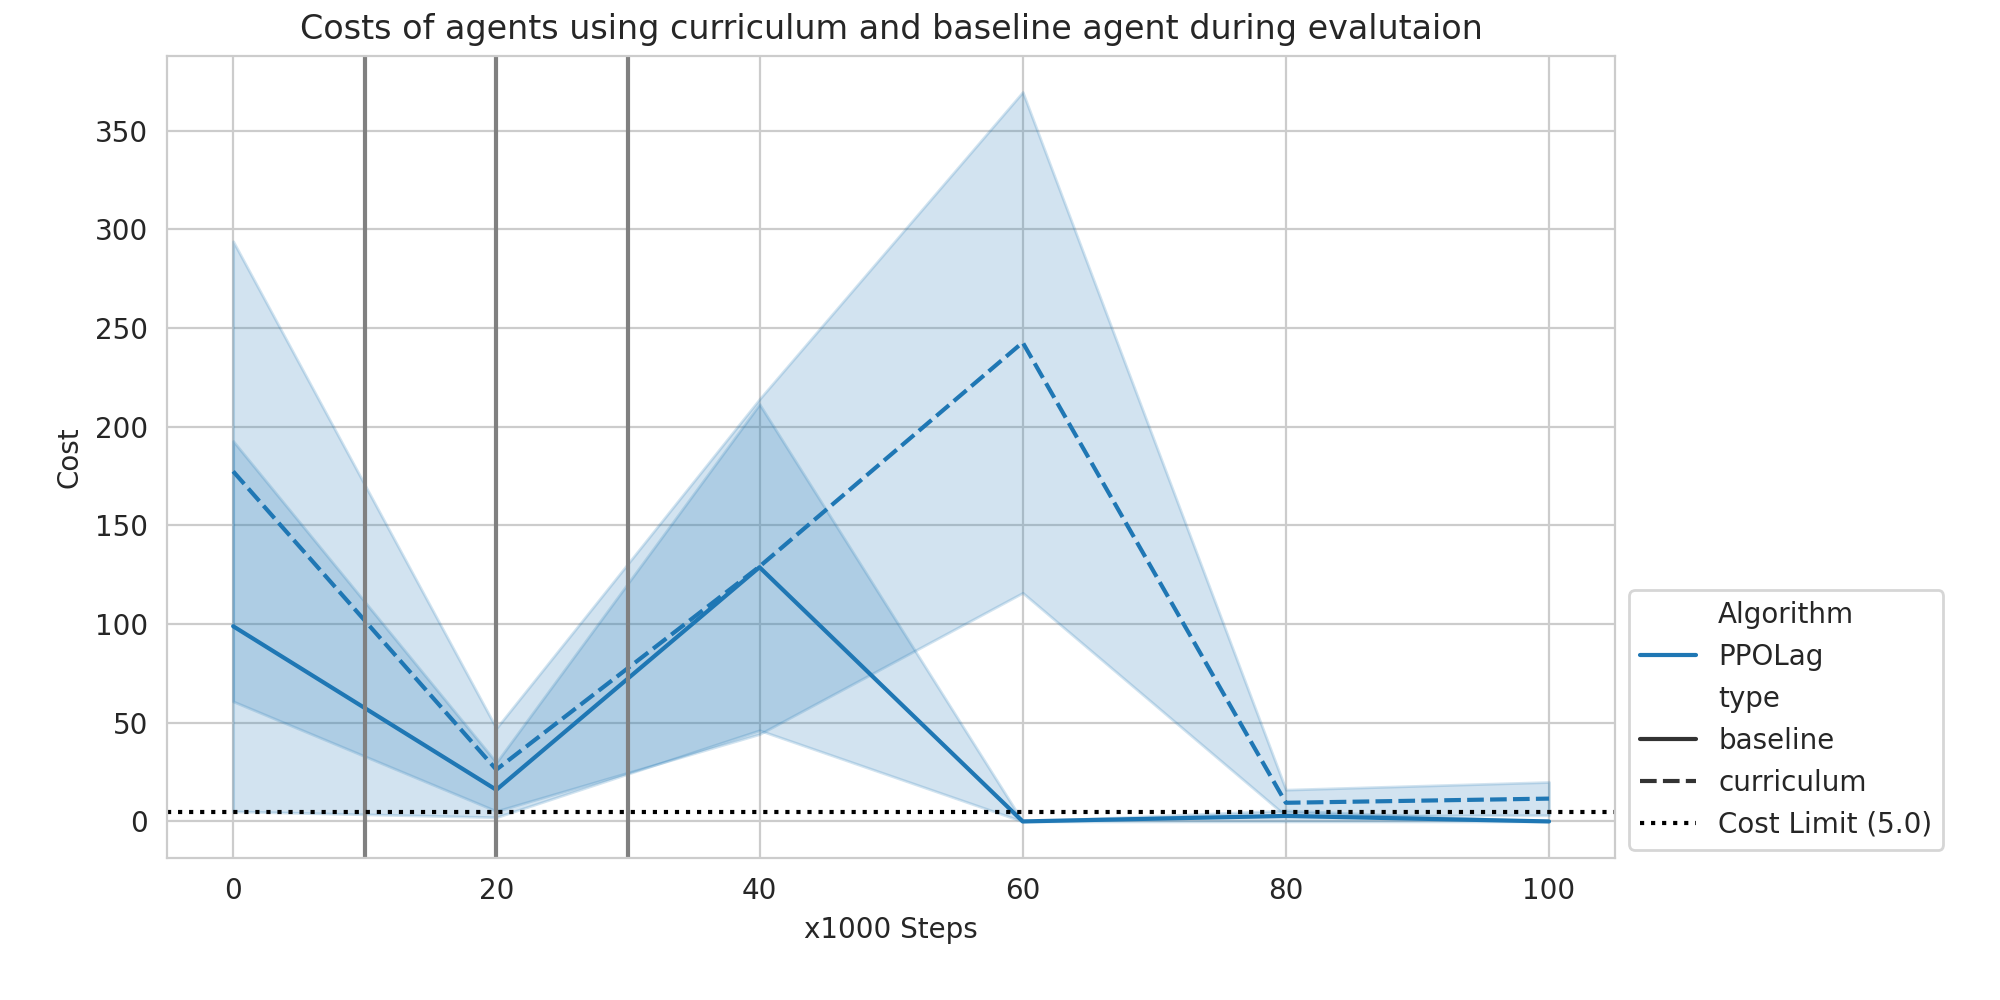 Costs of agents using curriculum and baseline agent during evalutaion
Cost
350
300
250
200
150
100
50
0
0 20 40 60 80 100
x1000 Steps
Algorithm
PPOLag
type
baseline
curriculum
Cost Limit (5.0)